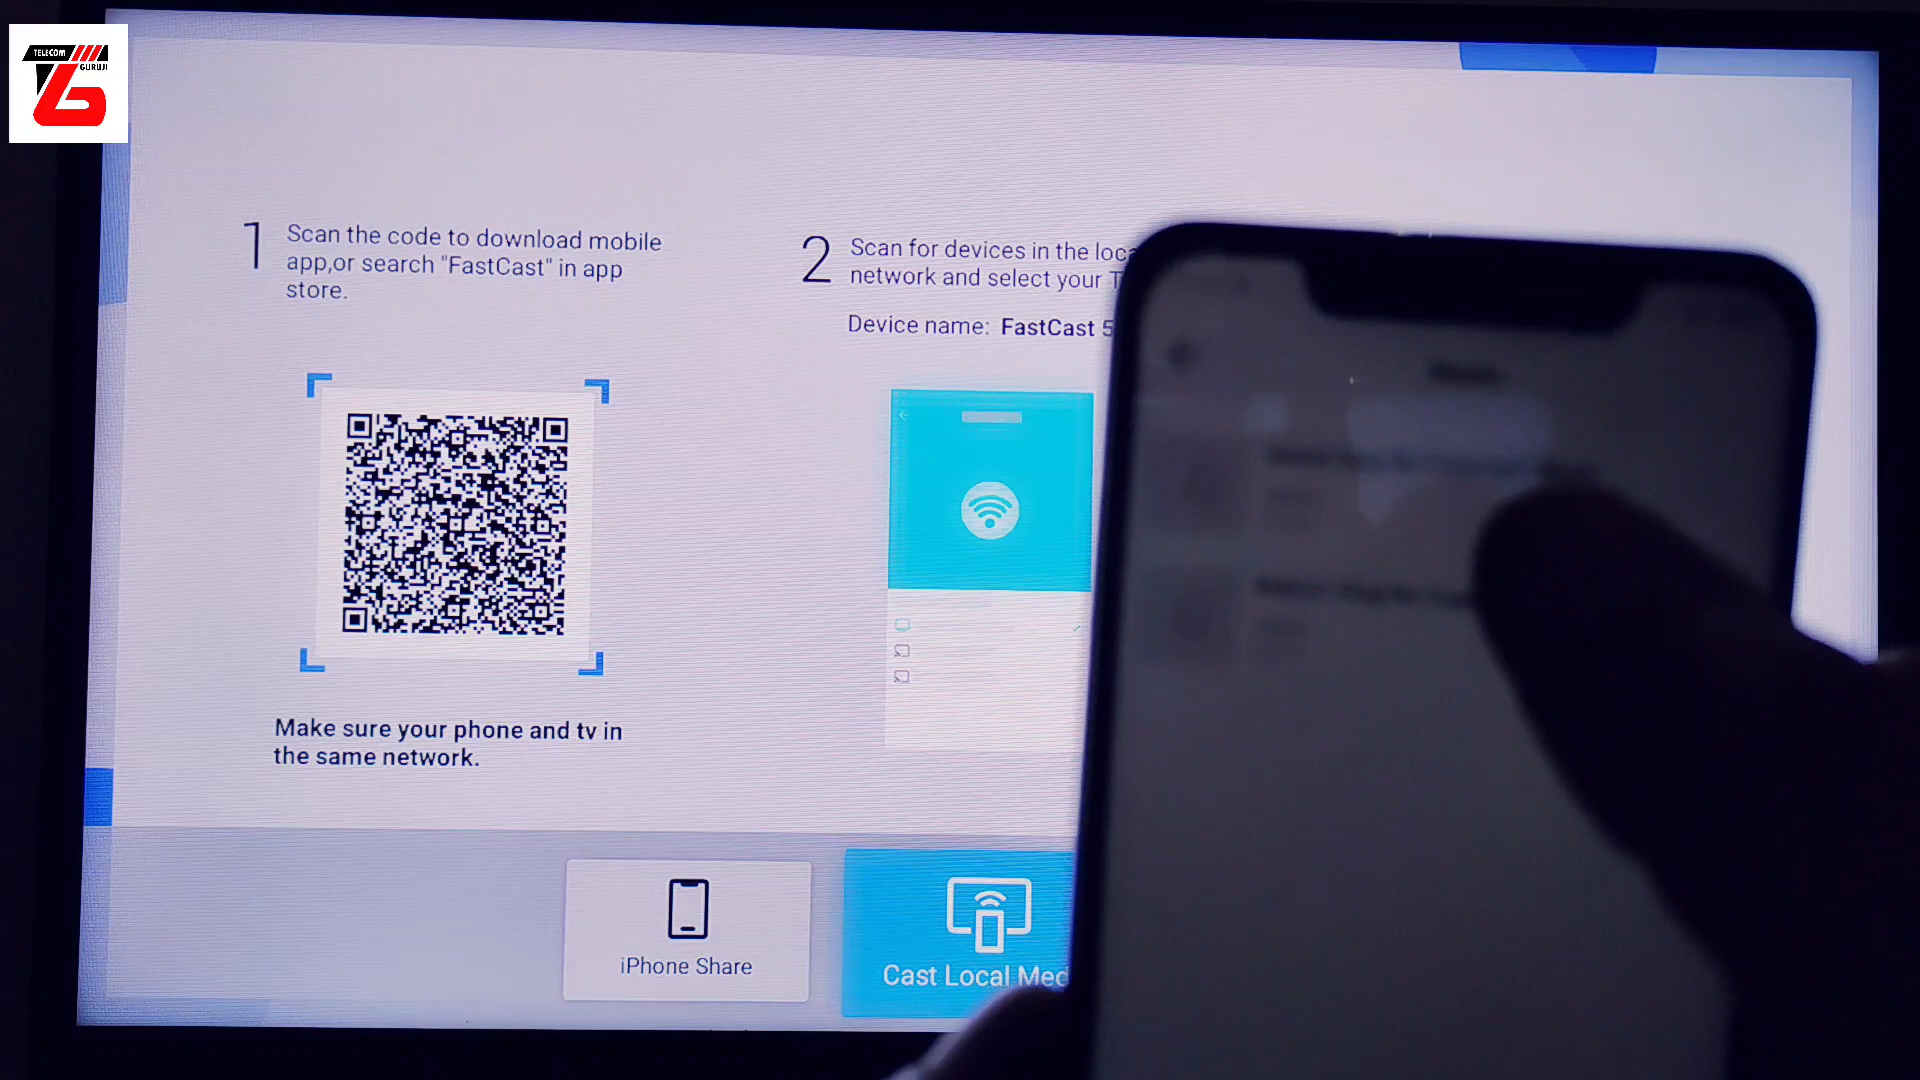 TELECOM
GURUJI
1
Scan the code to download mobile
app,or search "FastCast" in app
store.
2
Scan for devices in the loca
network and select your T
Device name: FastCast 5
Make sure your phone and tv in
the same network.
iPhone Share
Cast Local Med